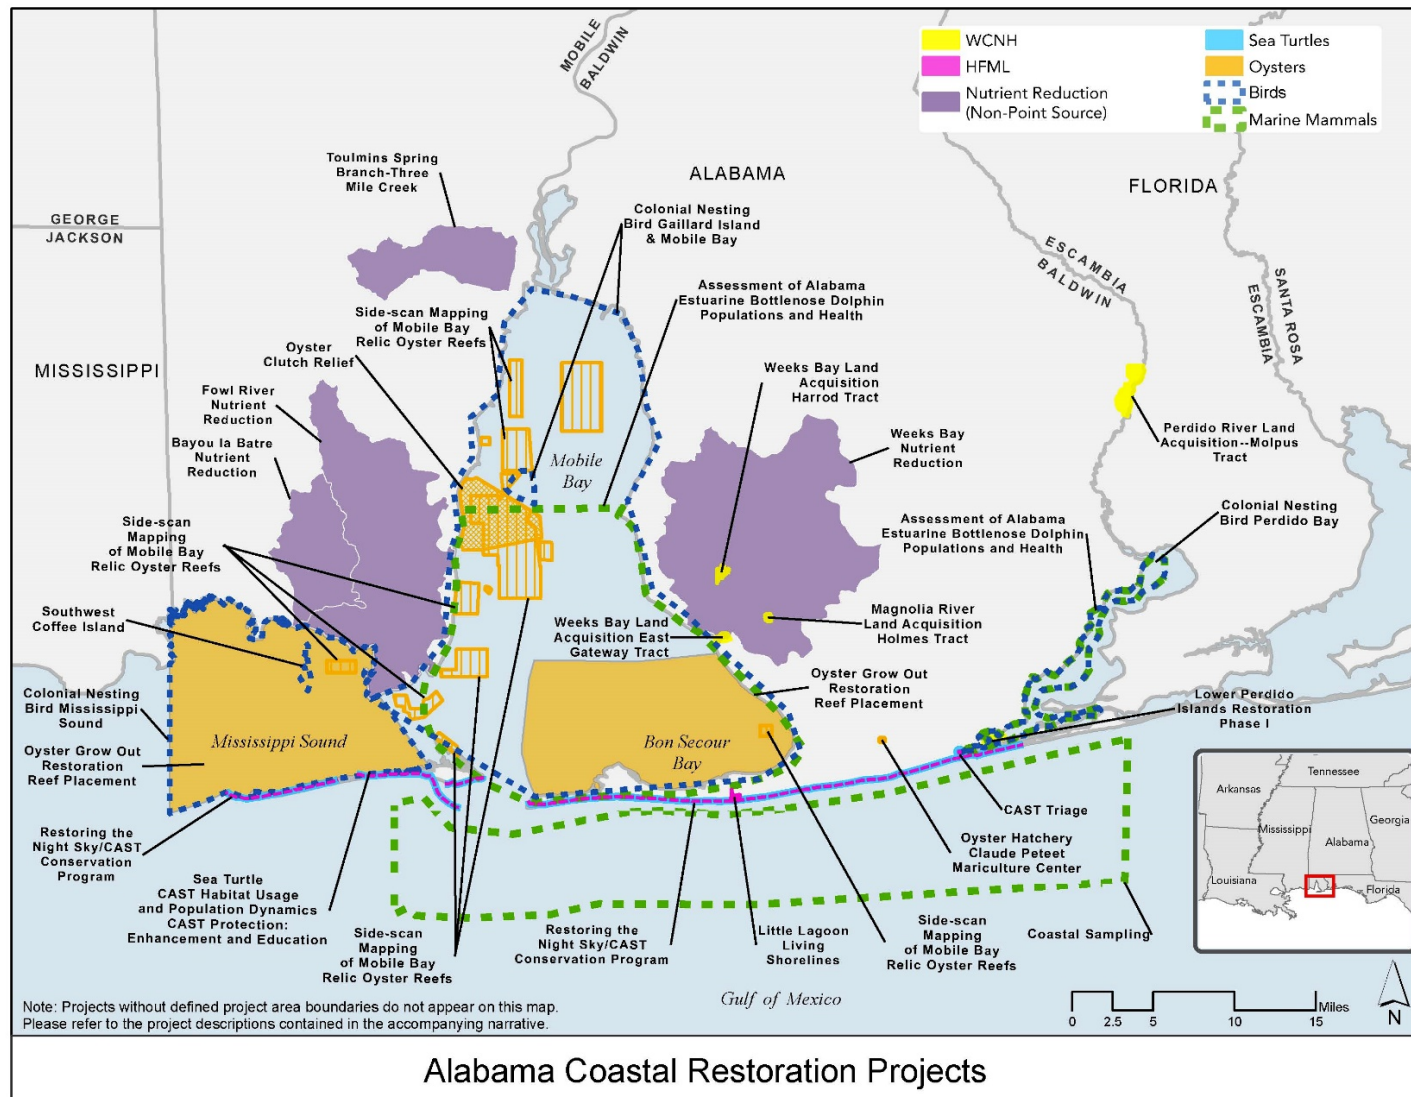 MOBILE
BALDWIN
WCNH
HFML
Nutrient Reduction
(Non-Point Source)
Sea Turtles
Oysters
Birds
Marine Mammals
Toulmins Spring
Branch-Three
Mile Creek
ALABAMA
FLORIDA
GEORGE
JACKSON
Colonial Nesting
Bird Gaillard Island
& Mobile Bay
ESCAMBIA
BALDWIN
SANTA ROSA
ESCAMBIA
Assessment of Alabama
Estuarine Bottlenose Dolphin
Populations and Health
Side-scan Mapping
of Mobile Bay
Relic Oyster Reefs
Oyster
Clutch Relief
MISSISSIPPI
Fowl River
Nutrient
Reduction
Bayou la Batre
Nutrient
Reduction
Weeks Bay Land
Acquisition
Harrod Tract
Weeks Bay
Nutrient
Reduction
Perdido River Land
Acquisition--Molpus
Tract
Mobile
Bay
Side-scan
Mapping
of Mobile Bay
Relic Oyster Reefs
Assessment of Alabama
Estuarine Bottlenose Dolphin
Populations and Health
Colonial Nesting
Bird Perdido Bay
Southwest
Coffee Island
Weeks Bay Land
Acquisition East
Gateway Tract
Magnolia River
Land Acquisition
Holmes Tract
Oyster Grow Out
Restoration
Reef Placement
Lower Perdido
Islands Restoration
Phase I
Colonial Nesting
Bird Mississippi
Sound
Oyster Grow Out
Restoration
Reef Placement
Mississippi Sound
Bon Secour
Bay
Restoring the
Night Sky/CAST
Conservation
Program
CAST Triage
Oyster Hatchery
Claude Peteet
Mariculture Center
Sea Turtle
CAST Habitat Usage
and Population Dynamics
CAST Protection:
Enhancement and Education
Side-scan
Mapping
of Mobile Bay
Relic Oyster Reefs
Restoring the
Night Sky/CAST
Conservation Program
Little Lagoon
Living
Shorelines
Side-scan
Mapping
of Mobile Bay
Relic Oyster Reefs
Coastal Sampling
Tennessee
Arkansas
Mississippi
Alabama
Georgia
Louisiana
Florida
Gulf of Mexico
Note: Projects without defined project area boundaries do not appear on this map.
Please refer to the project descriptions contained in the accompanying narrative.
Miles
0 2.5 5 10 15
N
Alabama Coastal Restoration Projects